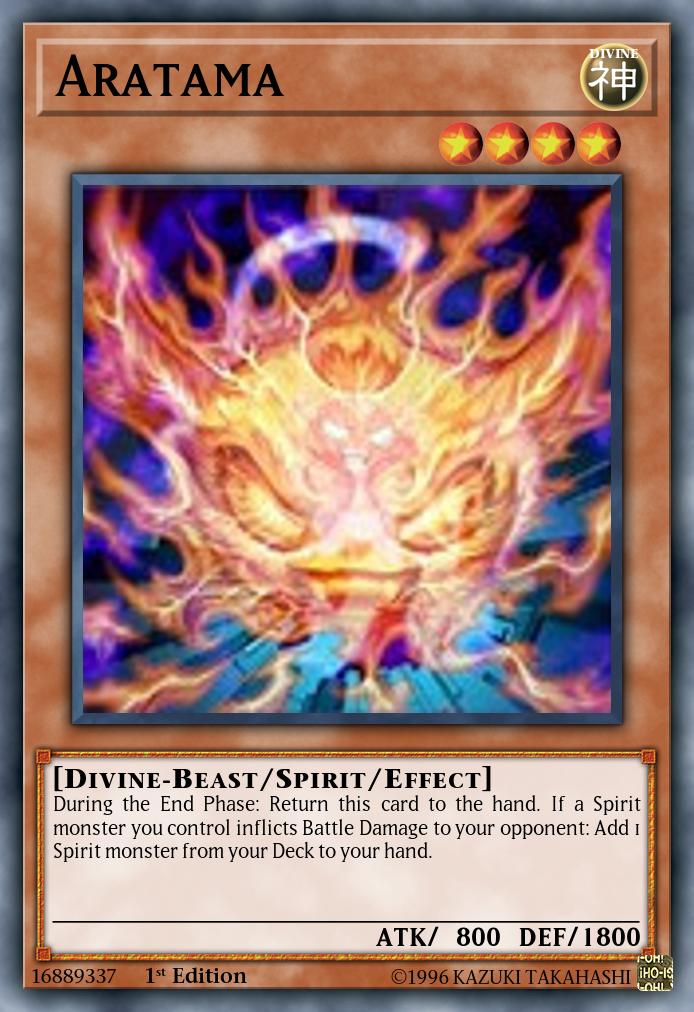 ARATAMA
DIVINE
神
[DIVINE-BEAST/SPIRIT/EFFECT]
During the End Phase: Return this card to the hand. If a Spirit
monster you control inflicts Battle Damage to your opponent: Add 1
Spirit monster from your Deck to your hand.
ATK/ 800 DEF/1800
16889337 1st Edition ©1996 KAZUKI TAKAHASHI